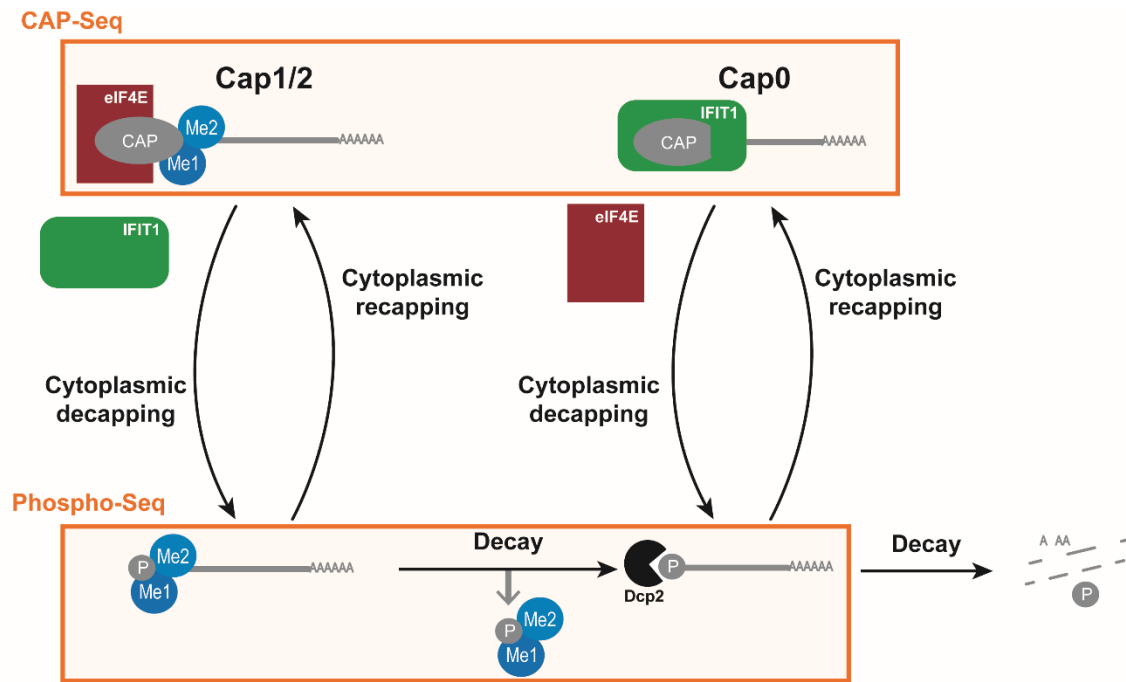 CAP-Seq
Cap1/2
Cap0
eIF4E
CAP
Me2
Me1
AAAAAA
IFIT1
CAP
AAAAAA
IFIT1
eIF4E
Cytoplasmic
recapping
Cytoplasmic
recapping
Cytoplasmic
decapping
Cytoplasmic
decapping
Phospho-Seq
P
Me2
Me1
AAAAAA
Decay
P
Me2
Me1
P
Dcp2
AAAAAA
Decay
A AA
P